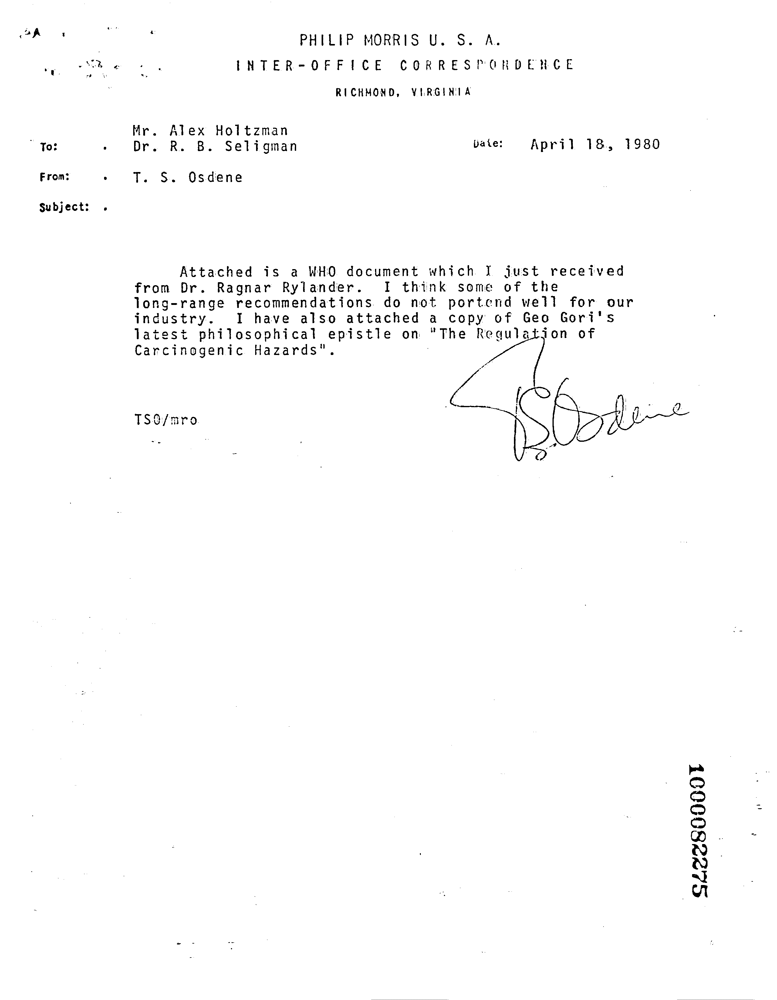 PHILIP MORRIS U. S. A.
INTER-OFFICE CORRESPONDENCE
RICHMOND, VIRGINIA
Mr. Alex Holtzman
To: . Dr. R. B. Seligman Date: April 18, 1980
From: . T. S. Osdene
Subject: .
Attached is a WHO document which I just received
from Dr. Ragnar Rylander. I think some of the
long-range recommendations do not portend well for our
industry. I have also attached a copy of Geo Gori's
latest philosophical epistle on "The Regulation of
Carcinogenic Hazards".
TSOsdene
TSO/mro
1000082275